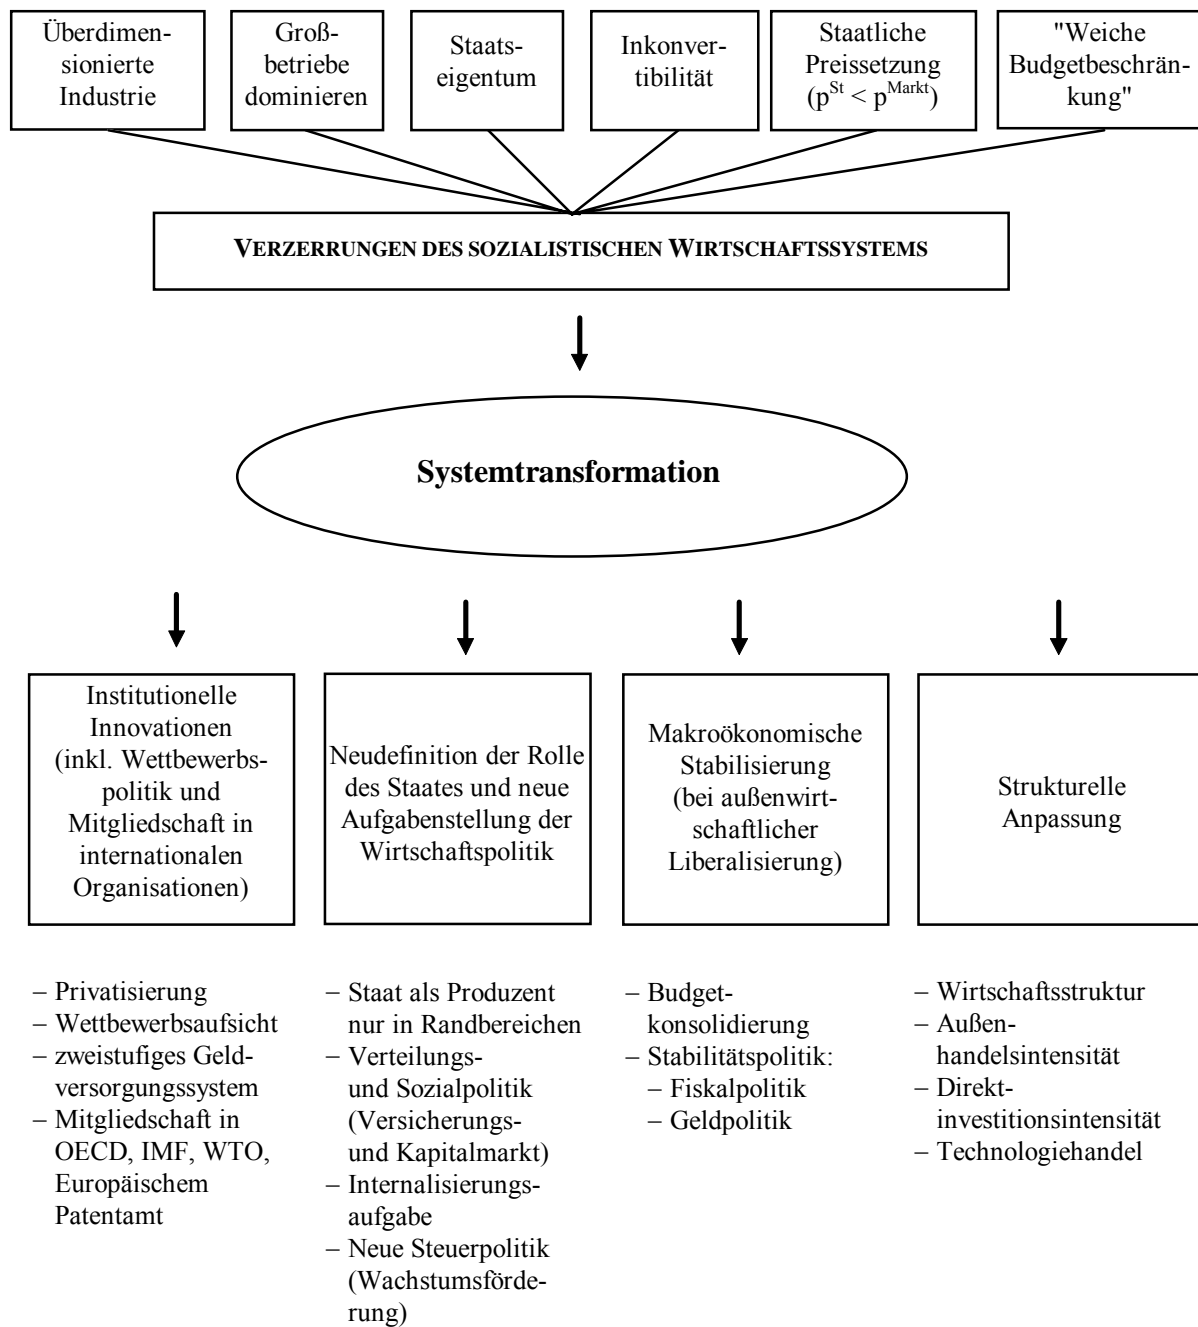 Überdimen-
sionierte
Industrie
Groß-
betriebe
dominieren
Staats-
eigentum
Inkonver-
tibilität
Staatliche
Preissetzung
(p^St < p^Markt)
"Weiche
Budgetbeschrän-
kung"
VERZERRUNGEN DES SOZIALISTISCHEN WIRTSCHAFTSSYSTEMS
Systemtransformation
Institutionelle
Innovationen
(inkl. Wettbewerbs-
politik und
Mitgliedschaft in
internationalen
Organisationen)
Neudefinition der Rolle
des Staates und neue
Aufgabenstellung der
Wirtschaftspolitik
Makroökonomische
Stabilisierung
(bei außenwirt-
schaftlicher
Liberalisierung)
Strukturelle
Anpassung
– Privatisierung
– Wettbewerbsaufsicht
– zweistufiges Geld-
versorgungssystem
– Mitgliedschaft in
OECD, IMF, WTO,
Europäischem
Patentamt
– Staat als Produzent
nur in Randbereichen
– Verteilungs-
und Sozialpolitik
(Versicherungs-
und Kapitalmarkt)
– Internalisierungs-
aufgabe
– Neue Steuerpolitik
(Wachstumsförde-
rung)
– Budget-
konsolidierung
– Stabilitätspolitik:
– Fiskalpolitik
– Geldpolitik
– Wirtschaftsstruktur
– Außen-
handelsintensität
– Direkt-
investitionsintensität
– Technologiehandel